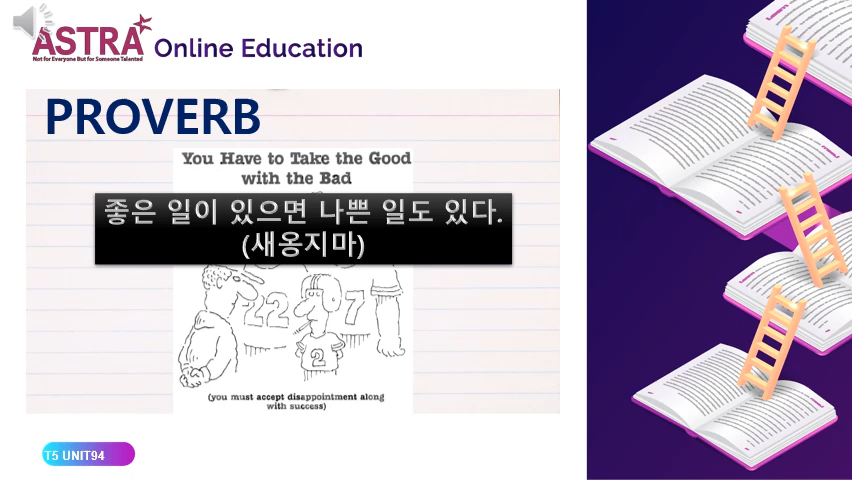 ASTRA
Not for Everyone But for Someone Talented
Online Education
PROVERB
You Have to Take the Good
with the Bad
좋은 일이 있으면 나쁜 일도 있다.
(새옹지마)
22
7
2
(you must accept disappointment along
with success)
T5 UNIT94